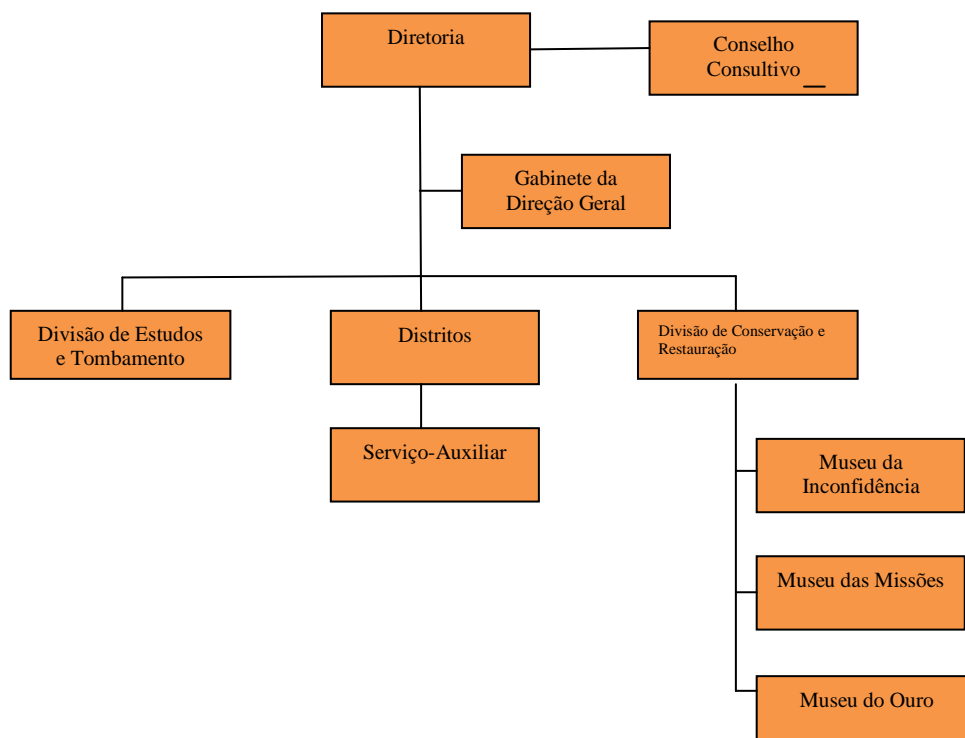 Diretoria
Conselho
Consultivo
Gabinete da
Direção Geral
Divisão de Estudos
e Tombamento
Distritos
Divisão de Conservação e
Restauração
Serviço-Auxiliar
Museu da
Inconfidência
Museu das Missões
Museu do Ouro